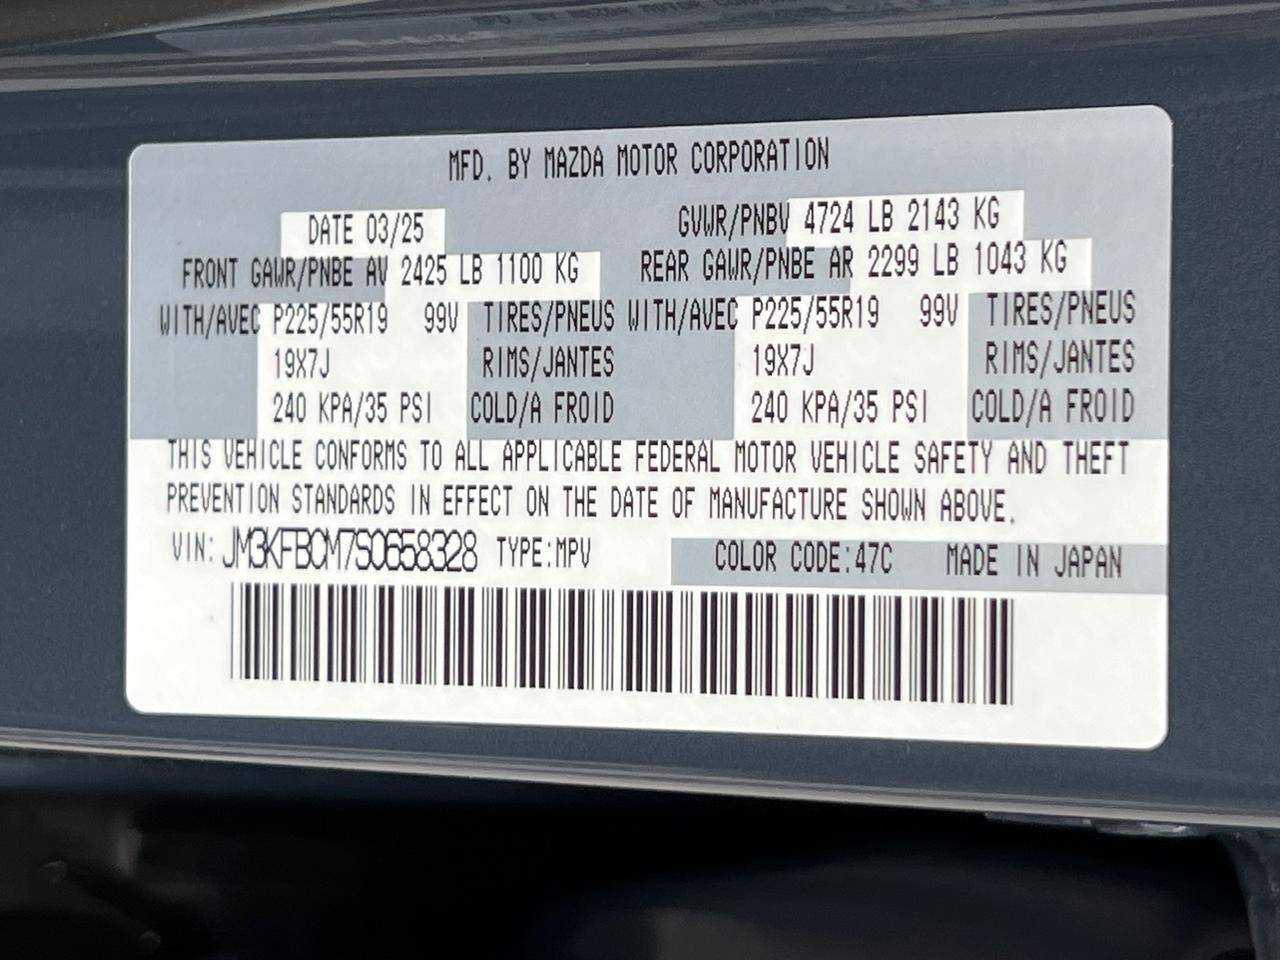 MFD. BY MAZDA MOTOR CORPORATION
DATE 03/25 GVWR/PNBV 4724 LB 2143 KG
FRONT GAWR/PNBE AV 2425 LB 1100 KG REAR GAWR/PNBE AR 2299 LB 1043 KG
WITH/AVEC P225/55R19 99V TIRES/PNEUS WITH/AVEC P225/55R19 99V TIRES/PNEUS
19X7J RIMS/JANTES 19X7J RIMS/JANTES
240 KPA/35 PSI COLD/A FROID 240 KPA/35 PSI COLD/A FROID
THIS VEHICLE CONFORMS TO ALL APPLICABLE FEDERAL MOTOR VEHICLE SAFETY AND THEFT
PREVENTION STANDARDS IN EFFECT ON THE DATE OF MANUFACTURE SHOWN ABOVE.
VIN: JM3KFBCM7S0658328 TYPE:MPV COLOR CODE:47C MADE IN JAPAN